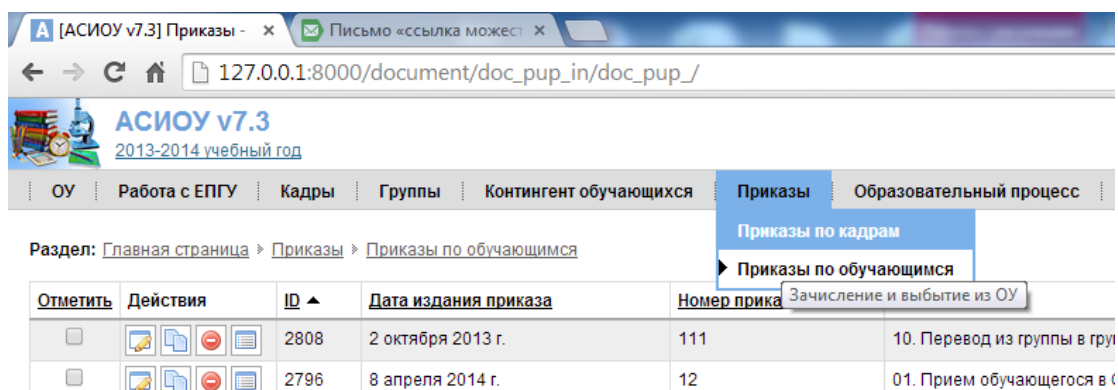 [АСИОУ v7.3] Приказы -
Письмо «ссылка можест
127.0.0.1:8000/document/doc_pup_in/doc_pup_/
АСИОУ v7.3
2013-2014 учебный год
ОУ Работа с ЕПГУ Кадры Группы Контингент обучающихся Приказы Образовательный процесс
Приказы по кадрам
Раздел: Главная страница Приказы Приказы по обучающимся
Приказы по обучающимся
Зачисление и выбытие из ОУ
Отметить Действия ID Дата издания приказа Номер прика
2808 2 октября 2013 г. 111 10. Перевод из группы в гру
2796 8 апреля 2014 г. 12 01. Прием обучающегося в